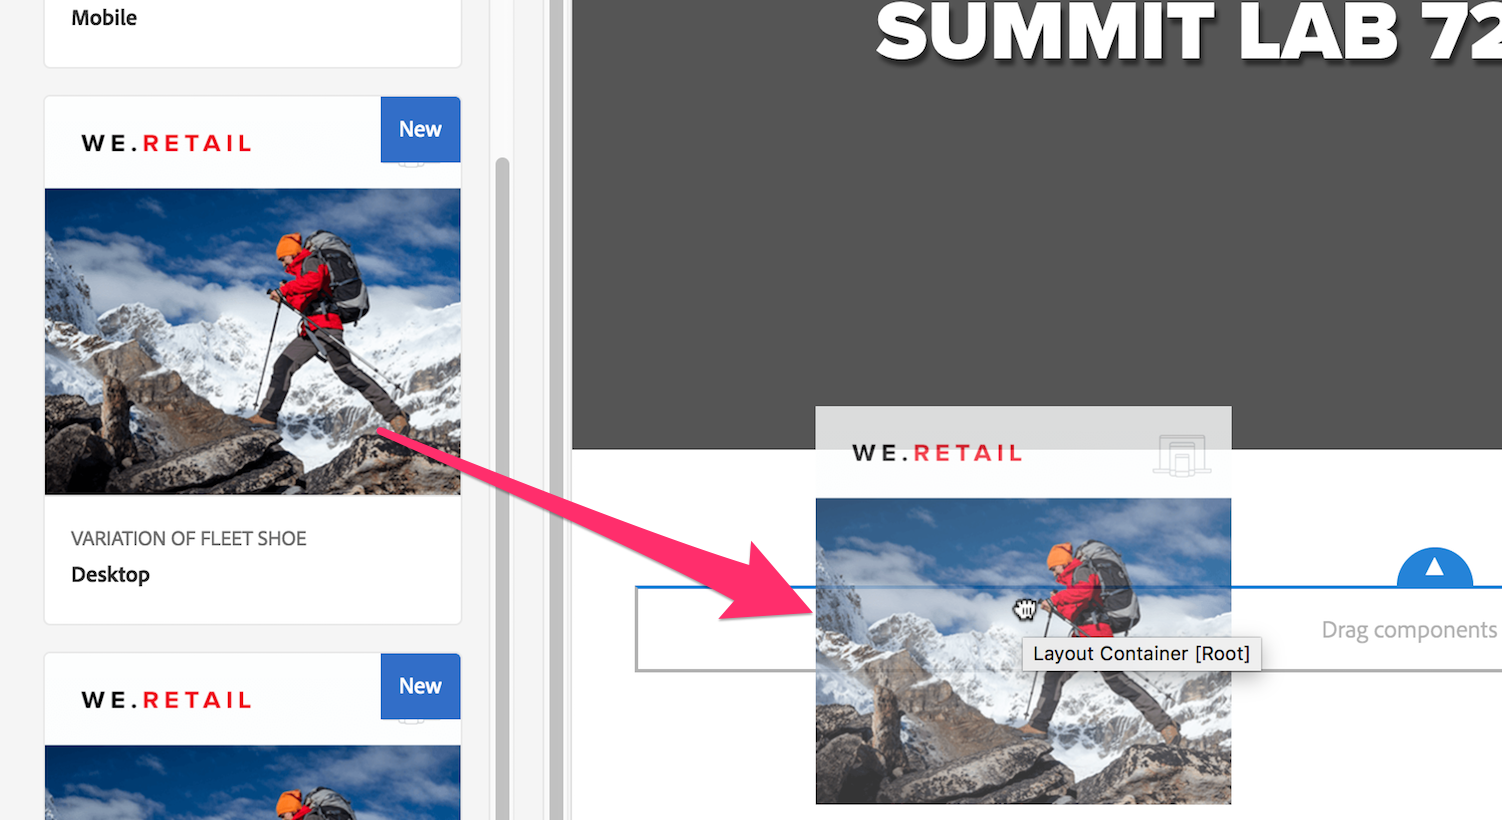 Mobile
WE.RETAIL
New
VARIATION OF FLEET SHOE
Desktop
WE.RETAIL
New
SUMMIT LAB 72
WE.RETAIL
Drag components
Layout Container [Root]